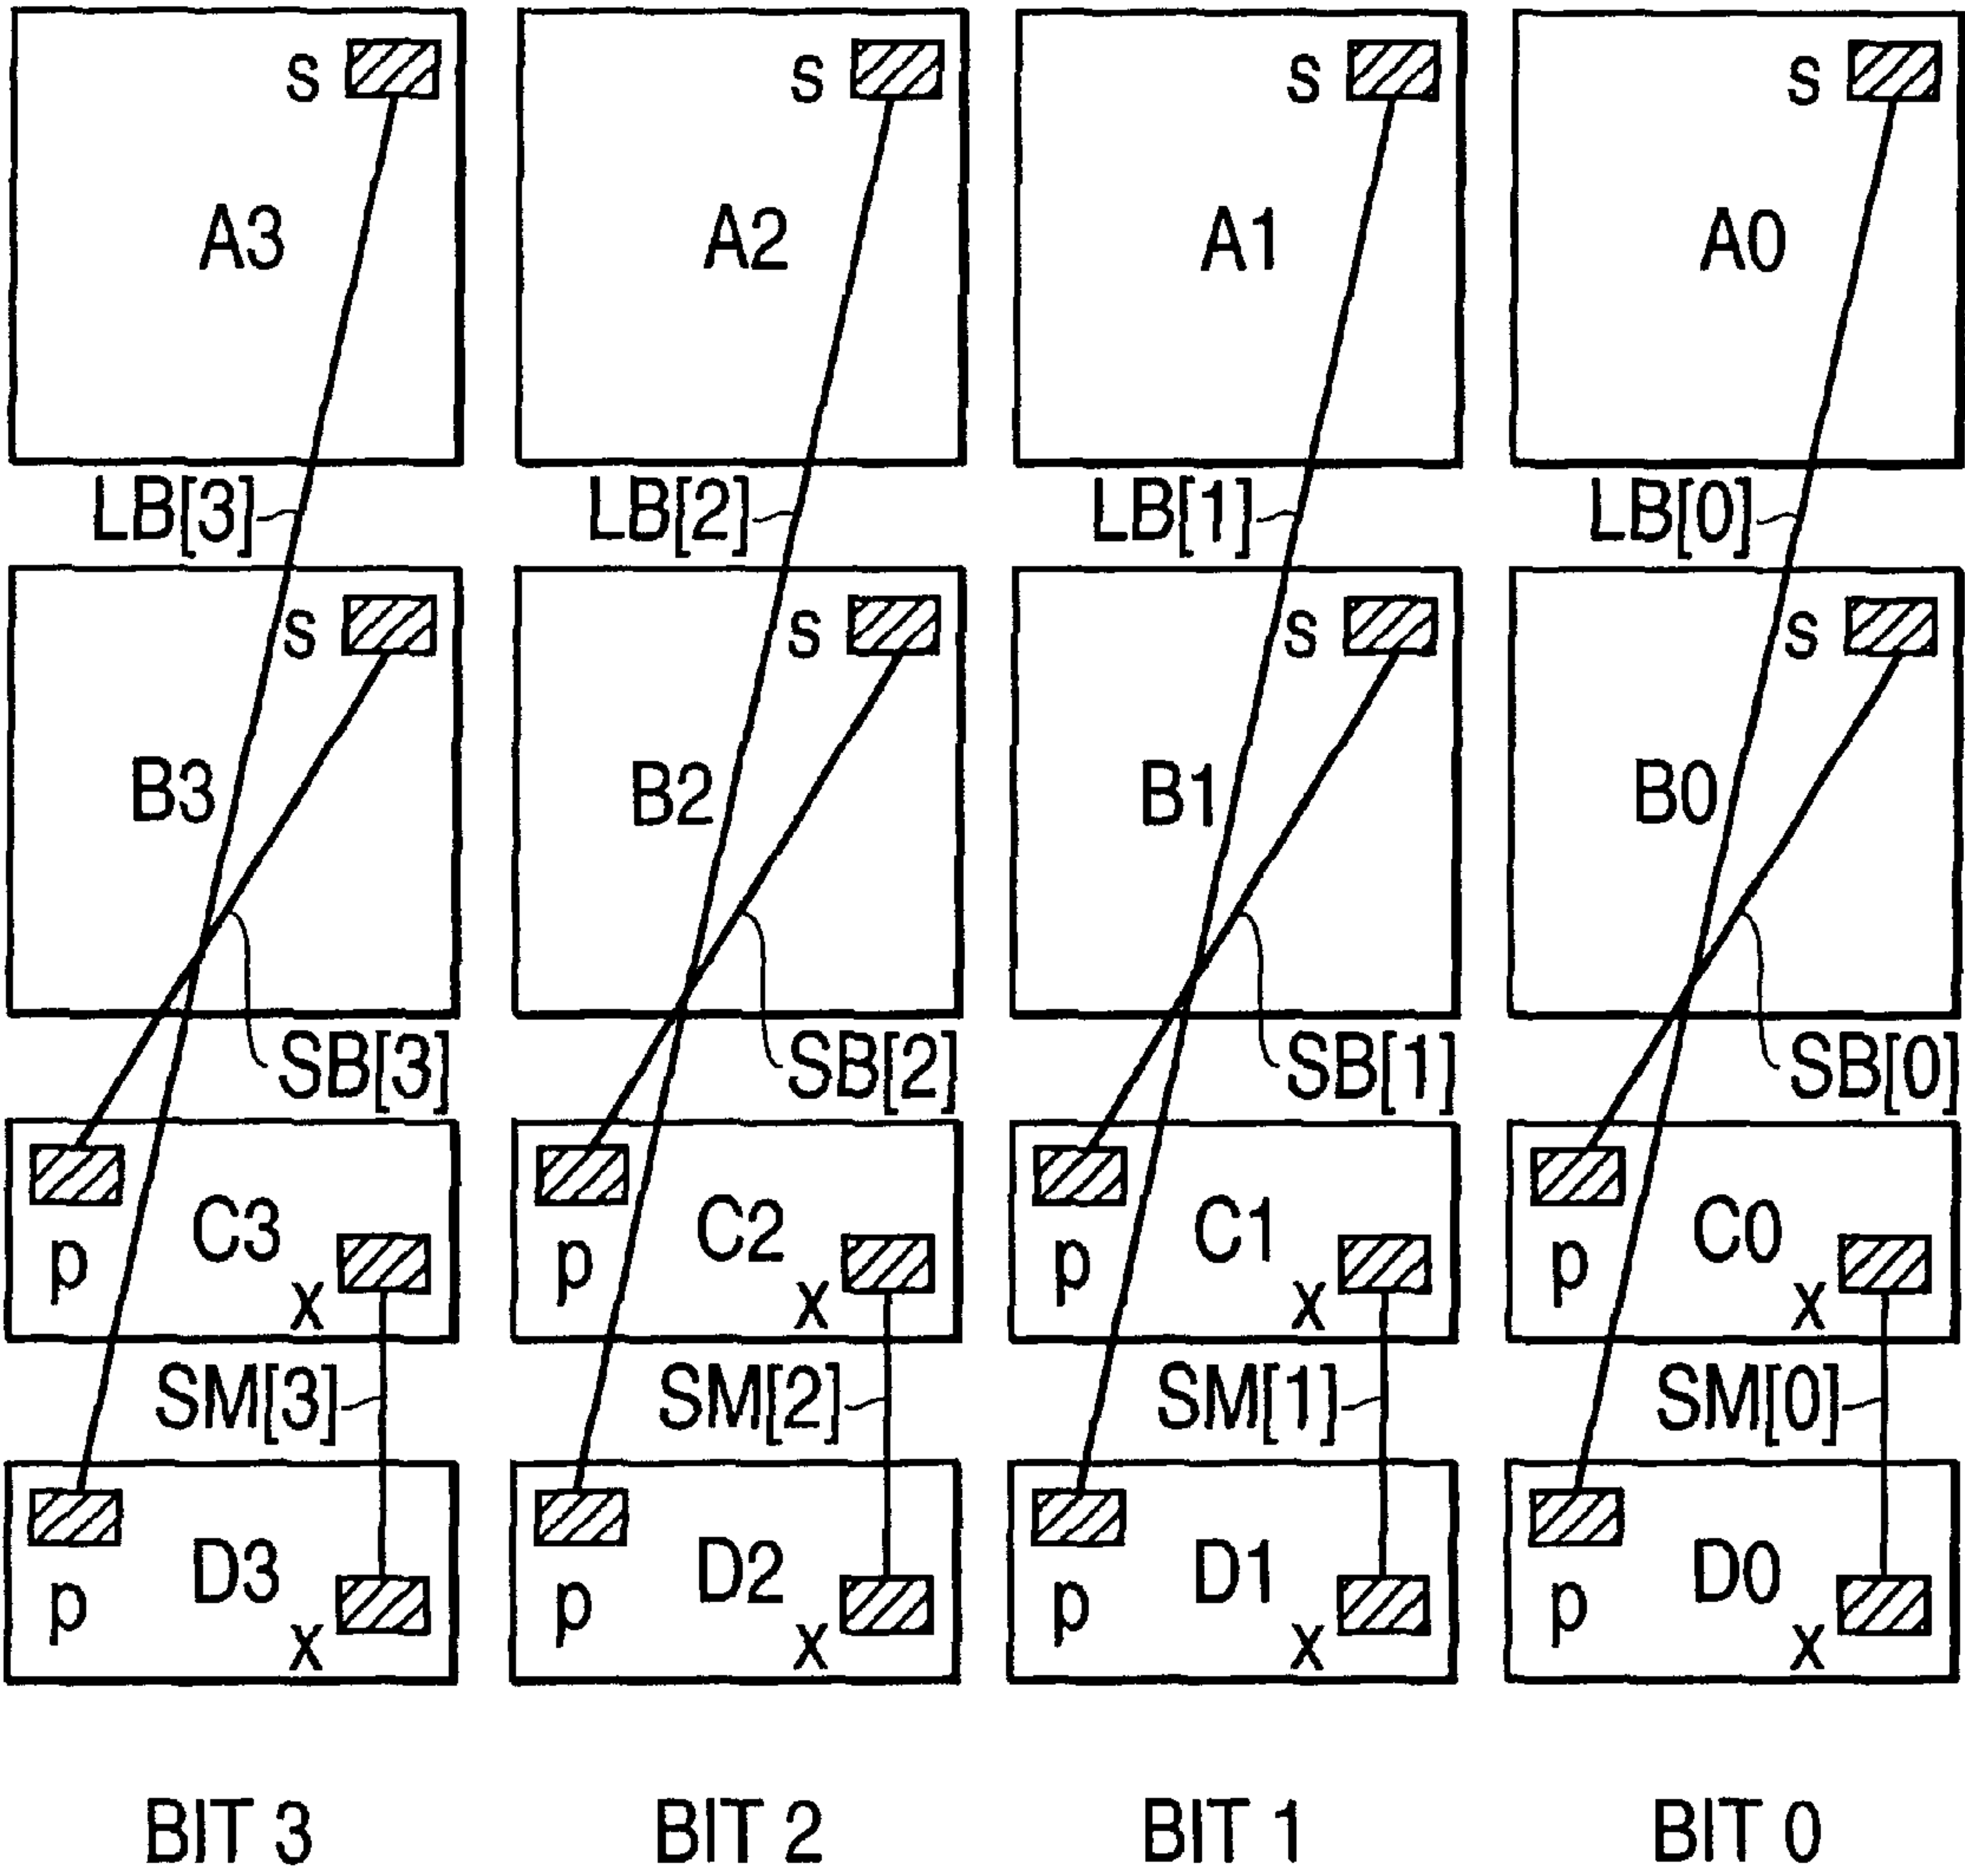 s s s s
A3 A2 A1 A0
LB[3] LB[2] LB[1] LB[0]
s s s s
B3 B2 B1 B0
SB[3] SB[2] SB[1] SB[0]
C3 C2 C1 C0
p x p x p x p x
SM[3] SM[2] SM[1] SM[0]
D3 D2 D1 D0
p x p x p x p x
BIT 3 BIT 2 BIT 1 BIT 0